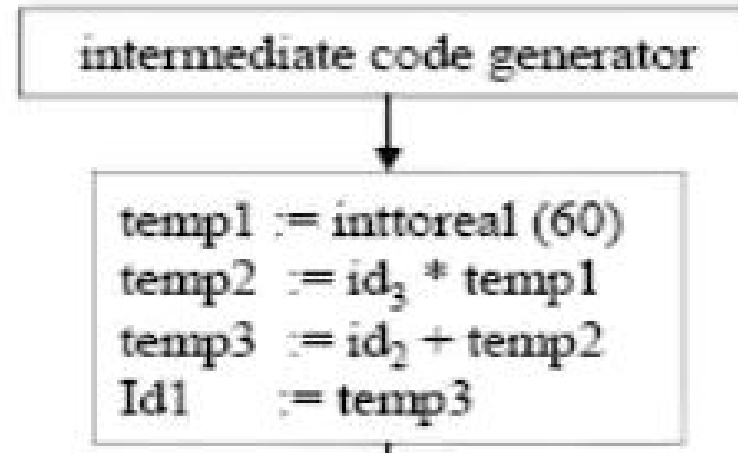 intermediate code generator
temp1 := inttoreal (60)
temp2 := id₃ * temp1
temp3 := id₂ + temp2
Id1 := temp3